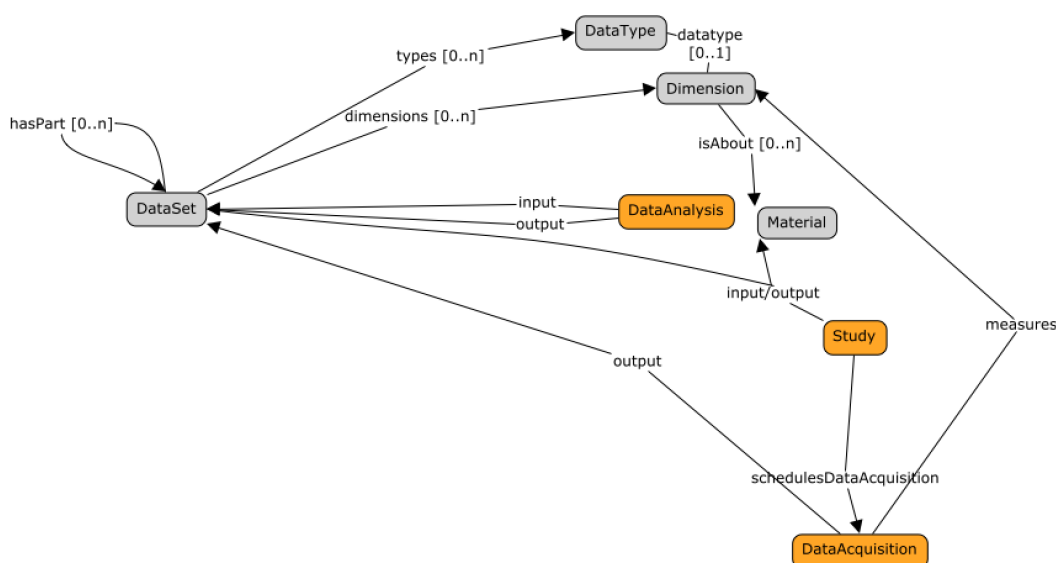 DataType
datatype
[0..1]
types [0..n]
Dimension
dimensions [0..n]
hasPart [0..n]
isAbout [0..n]
DataSet
input
DataAnalysis
output
Material
input/output
measures
Study
output
schedulesDataAcquisition
DataAcquisition